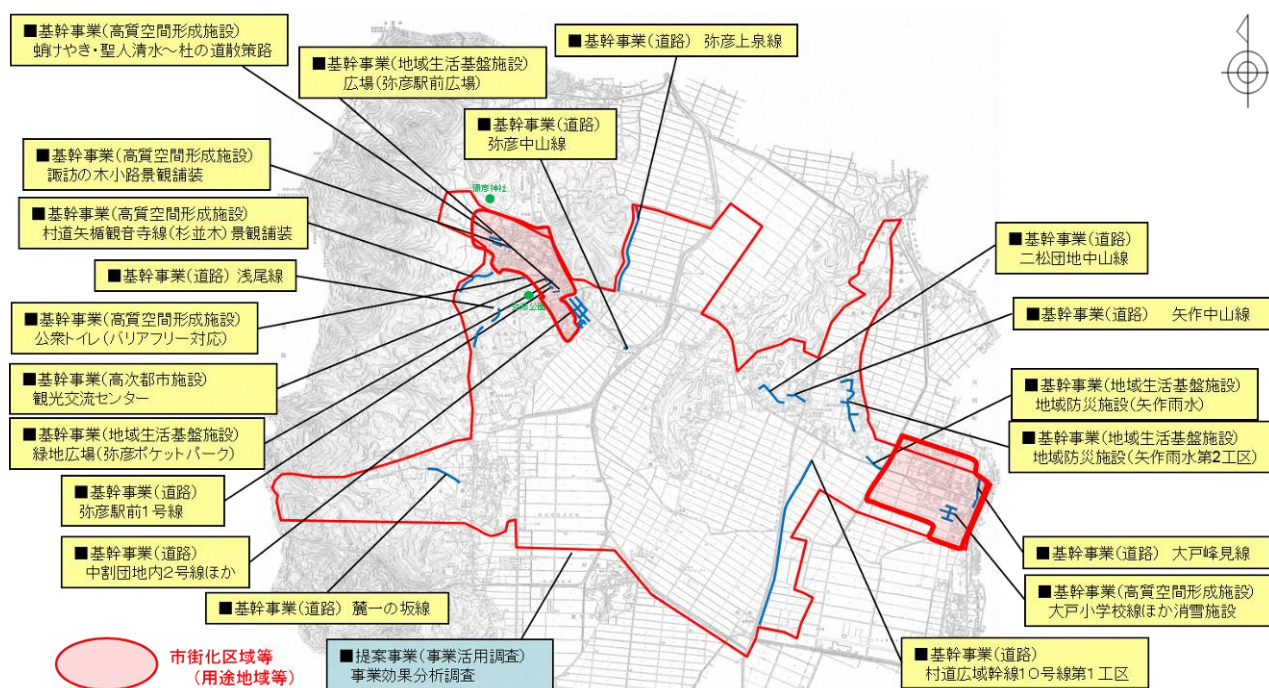 ■基幹事業(高質空間形成施設)
蛸けやき・聖人清水～杜の道散策路
■基幹事業(地域生活基盤施設)
広場(弥彦駅前広場)
■基幹事業(道路) 弥彦上泉線
■基幹事業(道路)
弥彦中山線
■基幹事業(高質空間形成施設)
諏訪の木小路景観舗装
■基幹事業(高質空間形成施設)
村道矢楯観音寺線(杉並木)景観舗装
■基幹事業(道路) 浅尾線
■基幹事業(高質空間形成施設)
公衆トイレ(バリアフリー対応)
■基幹事業(高次都市施設)
観光交流センター
■基幹事業(地域生活基盤施設)
緑地広場(弥彦ポケットパーク)
■基幹事業(道路)
弥彦駅前1号線
■基幹事業(道路)
中割団地内2号線ほか
■基幹事業(道路) 麓一の坂線
彌彦神社
弥彦公園
■基幹事業(道路)
二松団地中山線
■基幹事業(道路) 矢作中山線
■基幹事業(地域生活基盤施設)
地域防災施設(矢作雨水)
■基幹事業(地域生活基盤施設)
地域防災施設(矢作雨水第2工区)
■基幹事業(道路) 大戸峰見線
■基幹事業(高質空間形成施設)
大戸小学校線ほか消雪施設
■基幹事業(道路)
村道広域幹線10号線第1工区
市街化区域等
(用途地域等)
■提案事業(事業活用調査)
事業効果分析調査